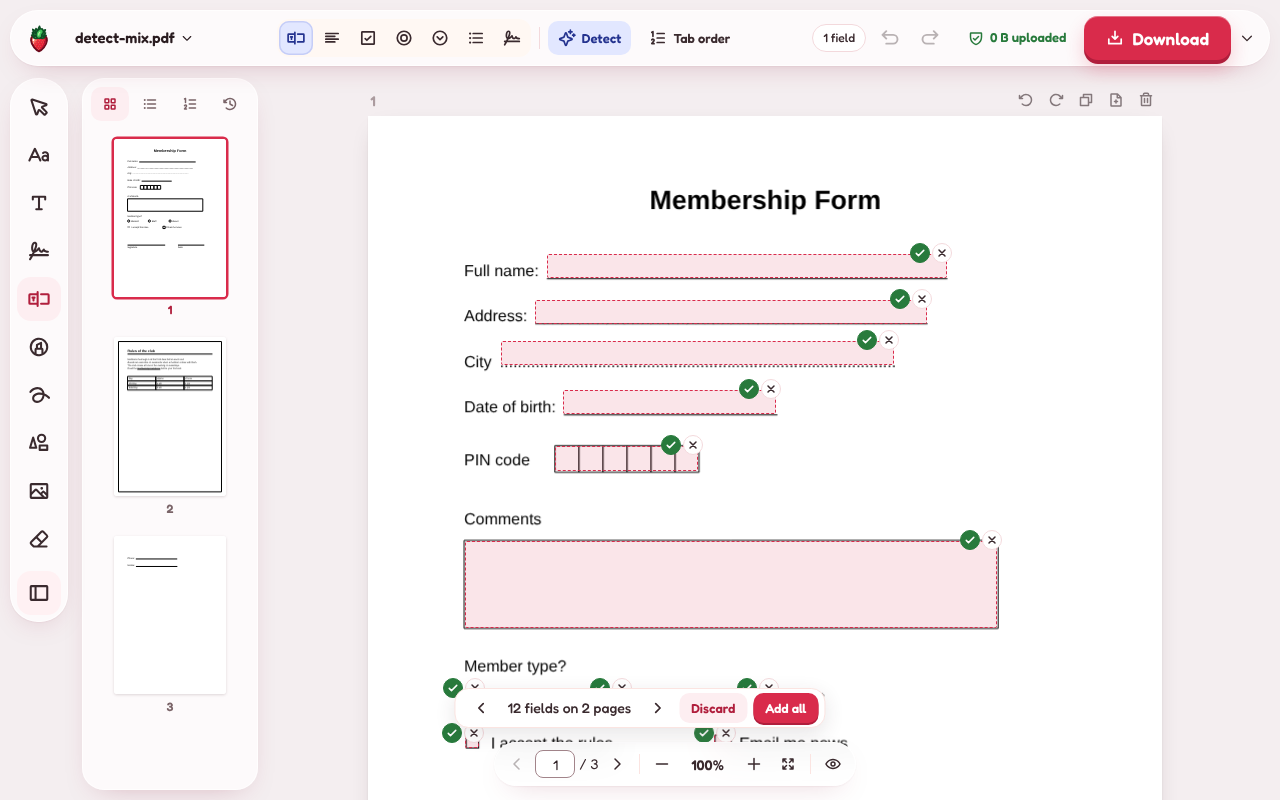 detect-mix.pdf
Detect
Tab order
1 field
0 B uploaded
Download
Aa
T
1
2
3
1
Membership Form
Full name:
Address:
City
Date of birth:
PIN code
Comments
Member type?
12 fields on 2 pages
Discard
Add all
I accept the rules
Email me news
1 / 3
100%